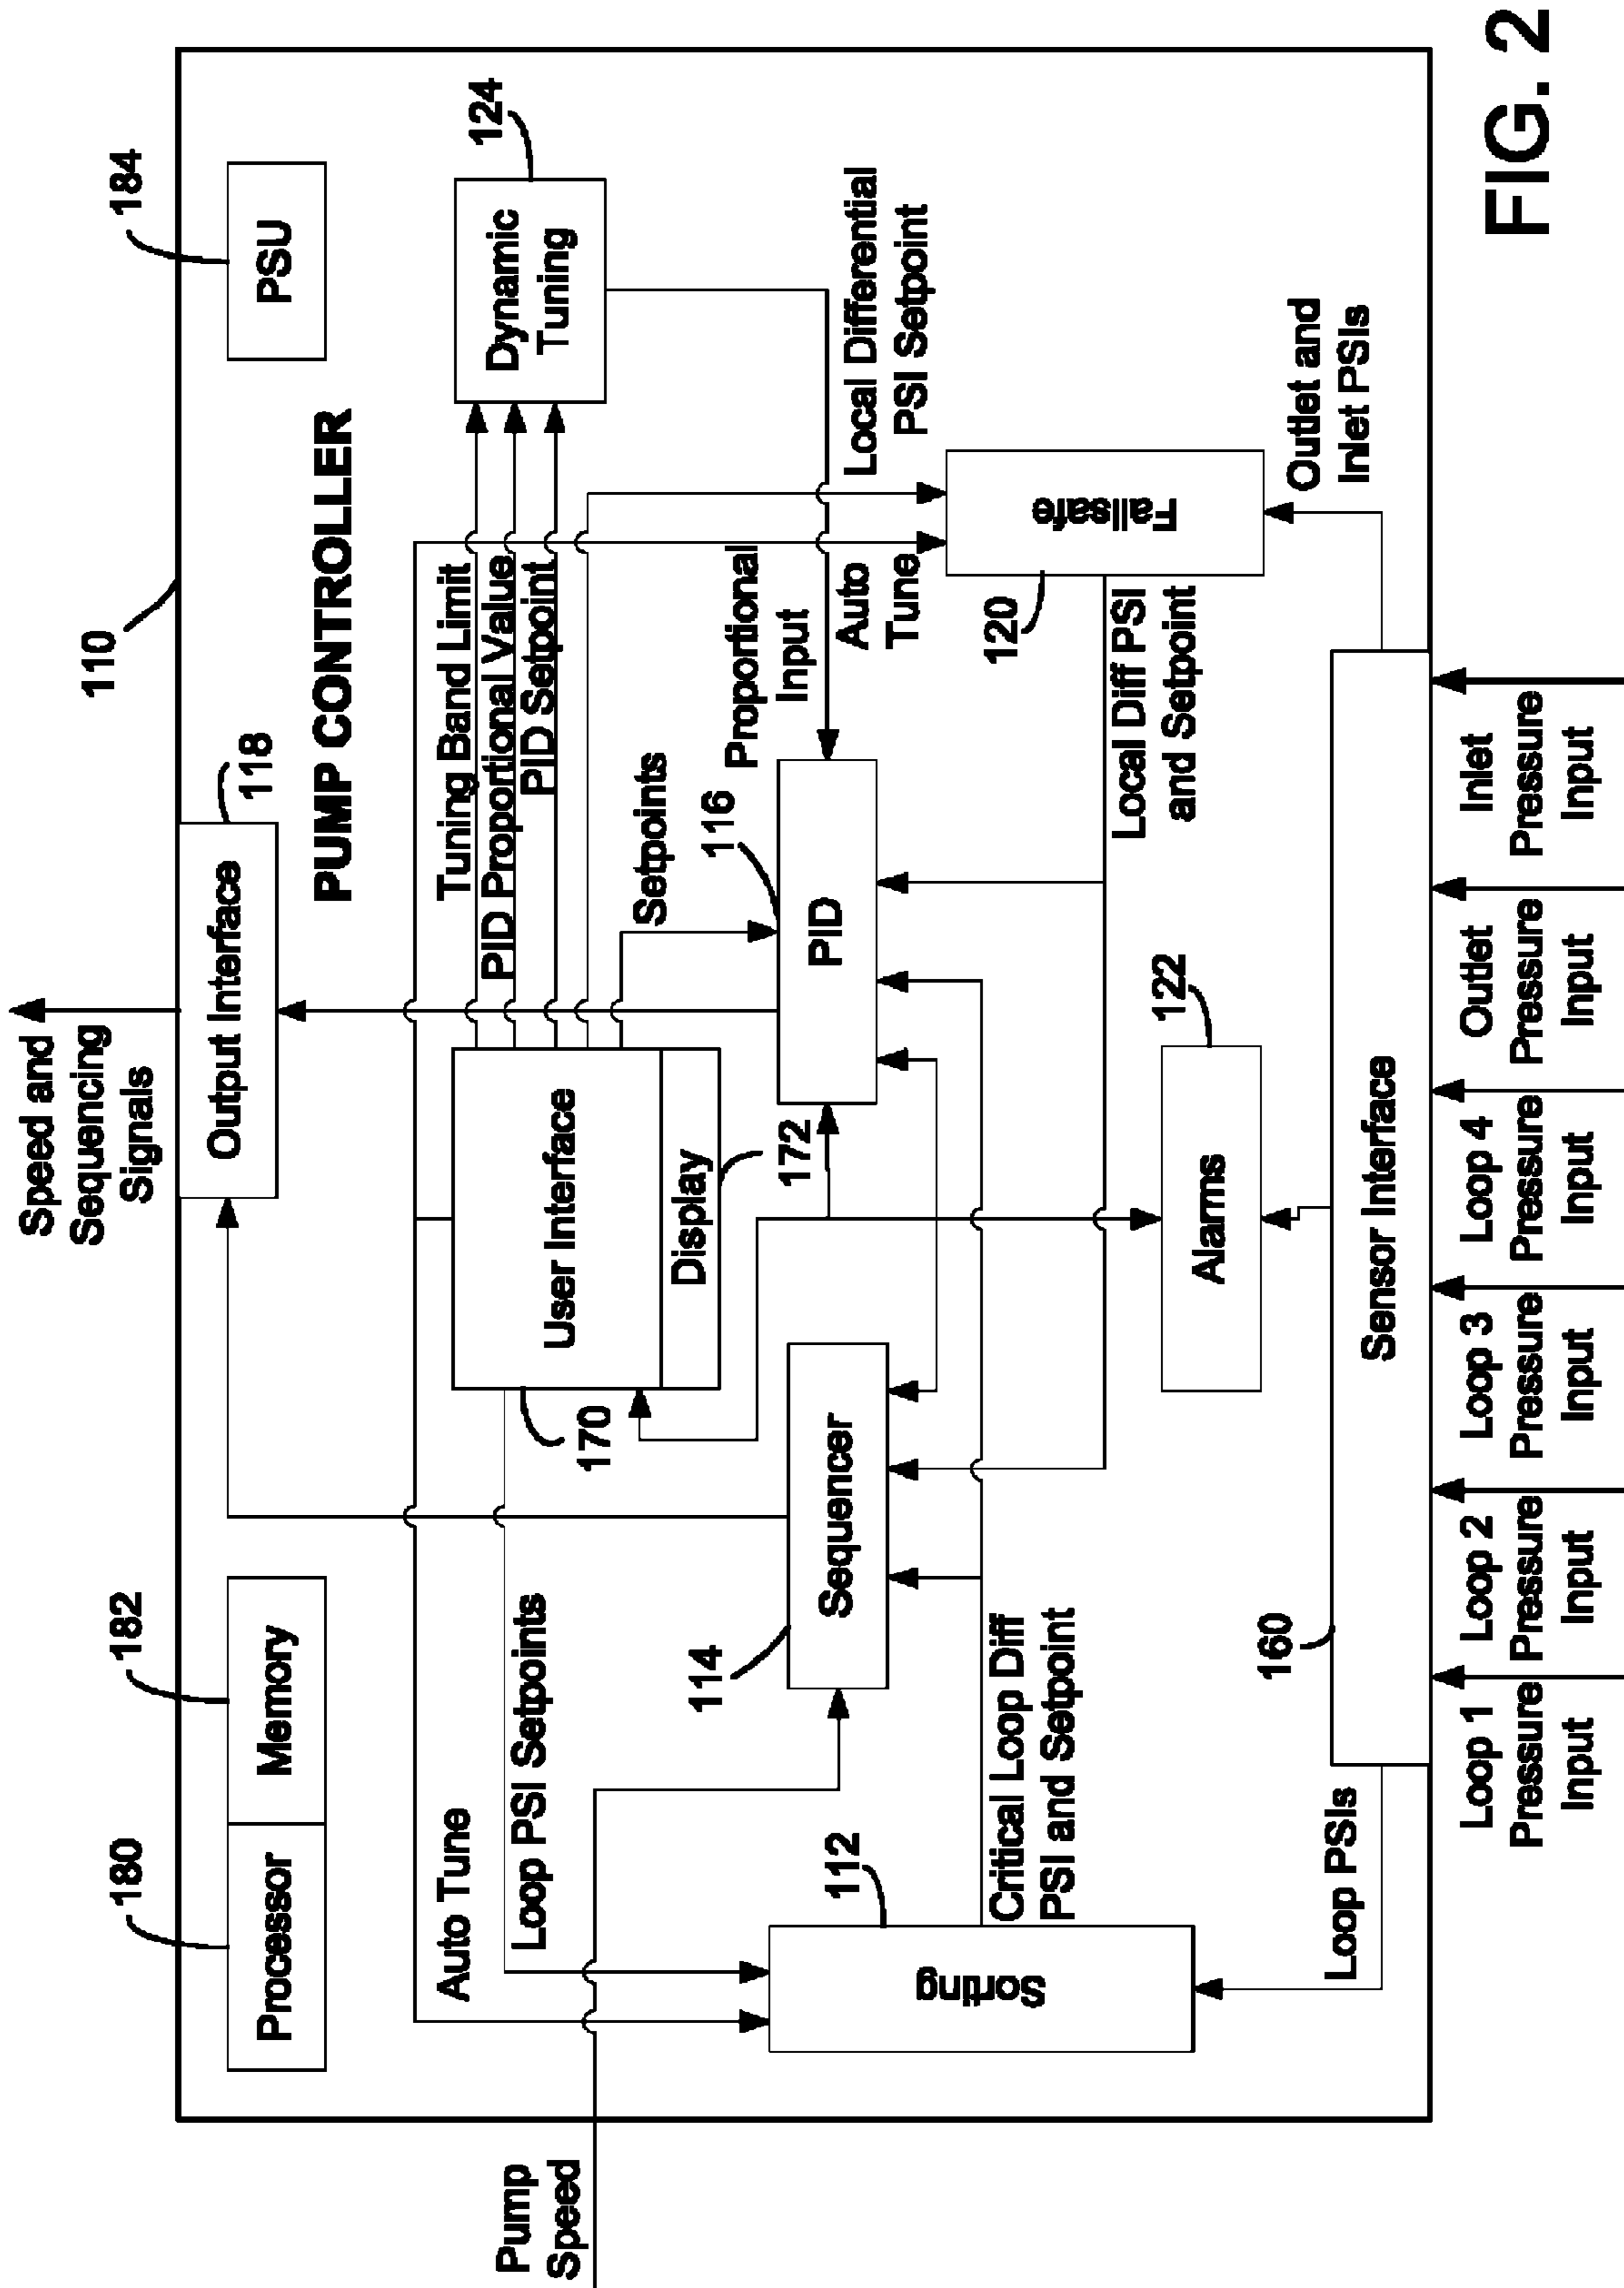 Speed and
Sequencing
Signals
110
180
182
118
184
Processor
Memory
Output Interface
PSU
PUMP CONTROLLER
Auto Tune
Loop PSI Setpoints
Tuning Band Limit
PID Proportional Value
PID Setpoint
124
Dynamic
Tuning
Pump
Speed
170
User Interface
Display
172
Setpoints
116
Proportional
Input
Auto
Tune
Local Differential
PSI Setpoint
114
Sequencer
PID
112
Sorting
Critical Loop Diff
PSI and Setpoint
120
Failsafe
Local Diff PSI
and Setpoint
122
Alarms
Outlet and
Inlet PSIs
Loop PSIs
160
Sensor Interface
Loop 1
Pressure
Input
Loop 2
Pressure
Input
Loop 3
Pressure
Input
Loop 4
Pressure
Input
Outlet
Pressure
Input
Inlet
Pressure
Input
FIG. 2